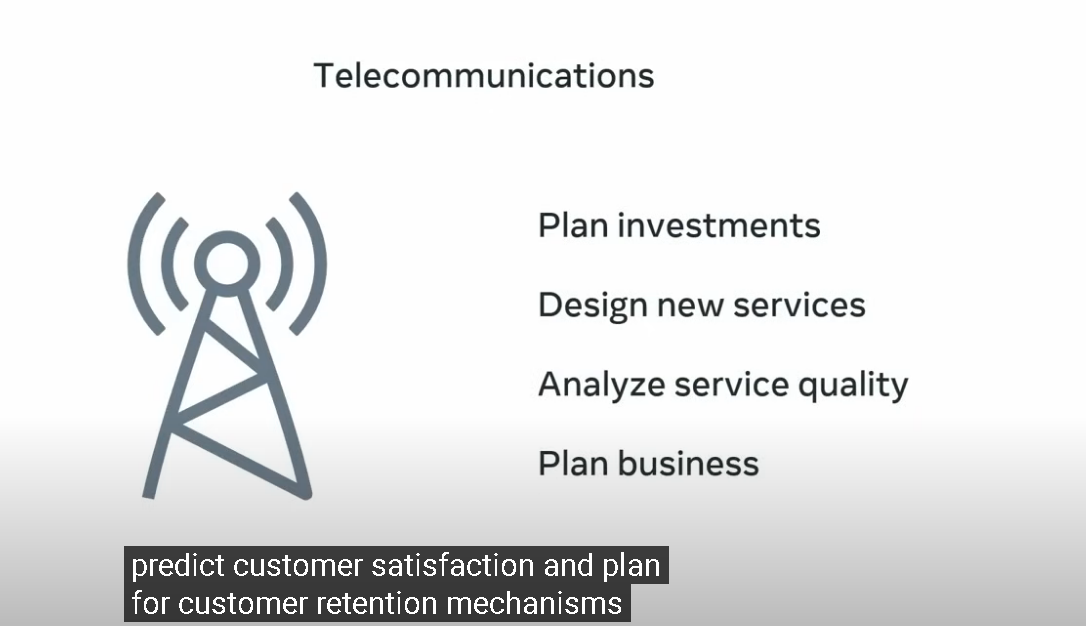 Telecommunications
Plan investments
Design new services
Analyze service quality
Plan business
predict customer satisfaction and plan
for customer retention mechanisms